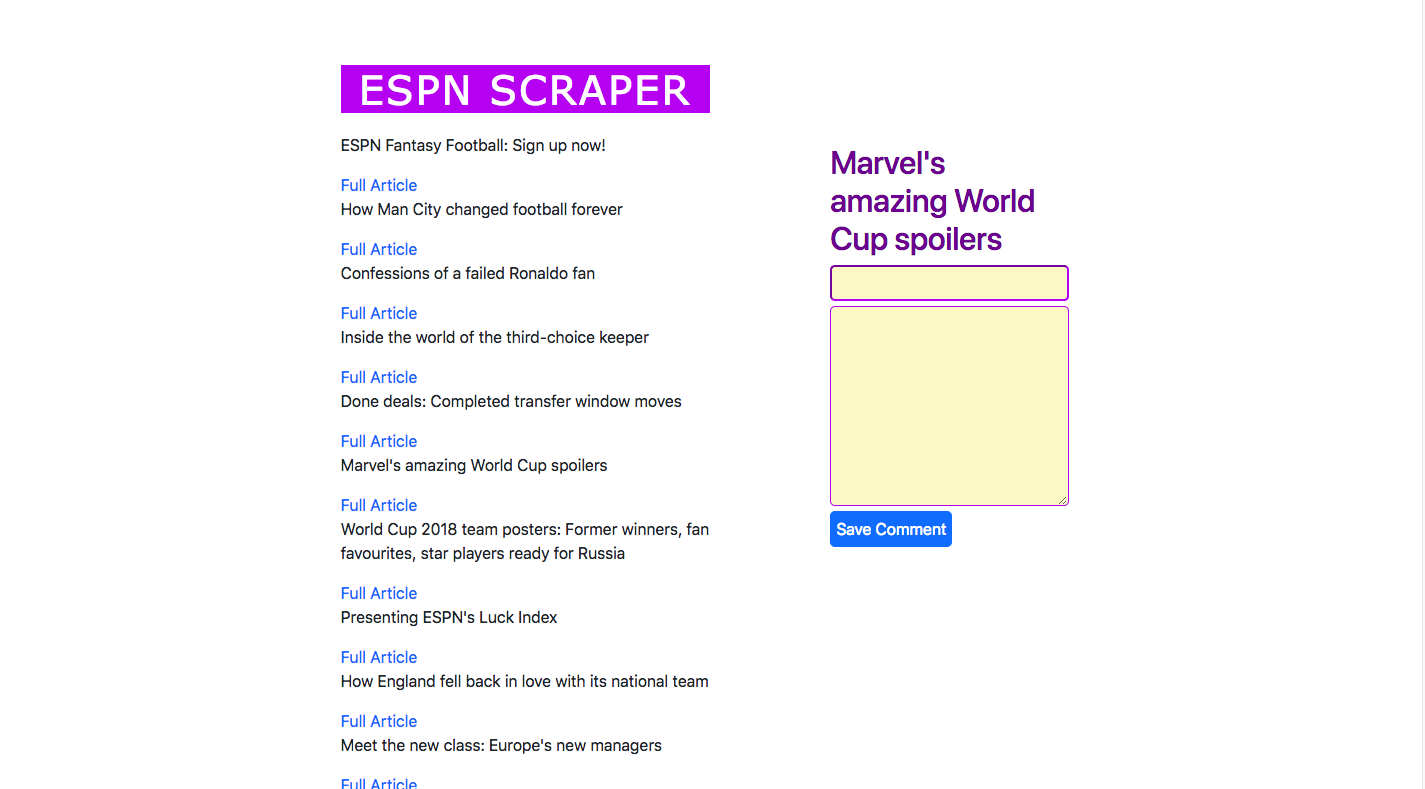 ESPN SCRAPER
ESPN Fantasy Football: Sign up now!
Full Article
How Man City changed football forever
Full Article
Confessions of a failed Ronaldo fan
Full Article
Inside the world of the third-choice keeper
Full Article
Done deals: Completed transfer window moves
Full Article
Marvel's amazing World Cup spoilers
Full Article
World Cup 2018 team posters: Former winners, fan
favourites, star players ready for Russia
Full Article
Presenting ESPN's Luck Index
Full Article
How England fell back in love with its national team
Full Article
Meet the new class: Europe's new managers
Full Article
Marvel's
amazing World
Cup spoilers
Save Comment